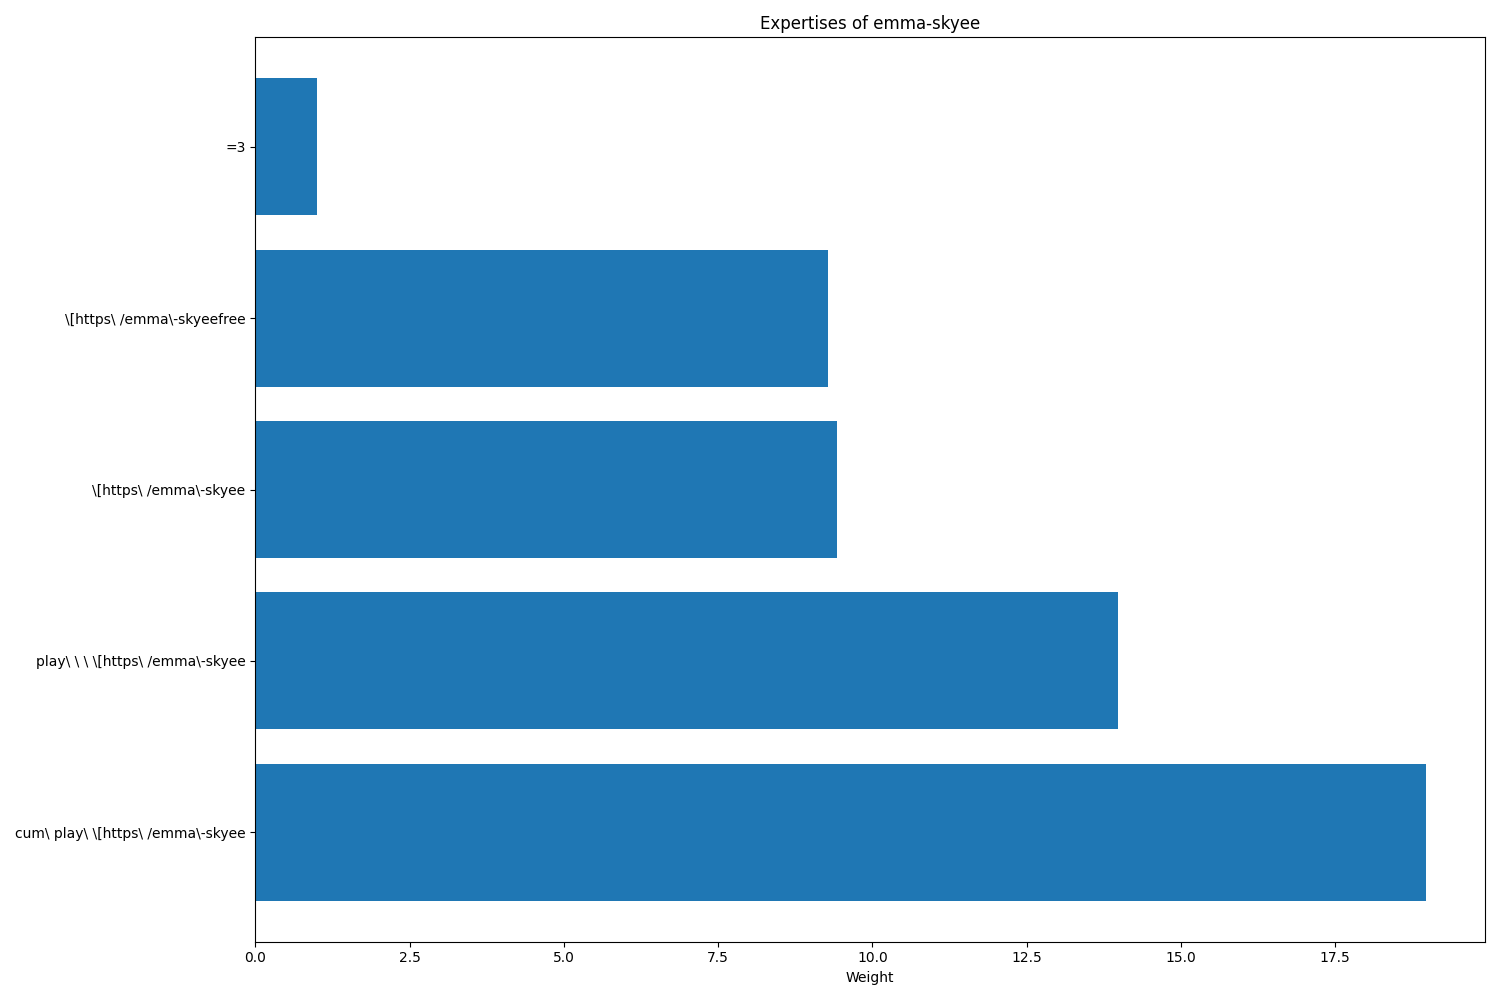 Expertises of emma-skyee
=3
\[https\ /emma\-skyeefree
\[https\ /emma\-skyee
play\ \ \ \[https\ /emma\-skyee
cum\ play\ \[https\ /emma\-skyee
0.0 2.5 5.0 7.5 10.0 12.5 15.0 17.5
Weight